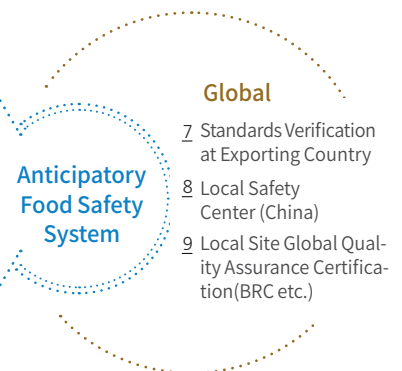 Global
7 Standards Verification
at Exporting Country
Anticipatory
Food Safety
System
8 Local Safety
Center (China)
9 Local Site Global Qual-
ity Assurance Certifica-
tion(BRC etc.)